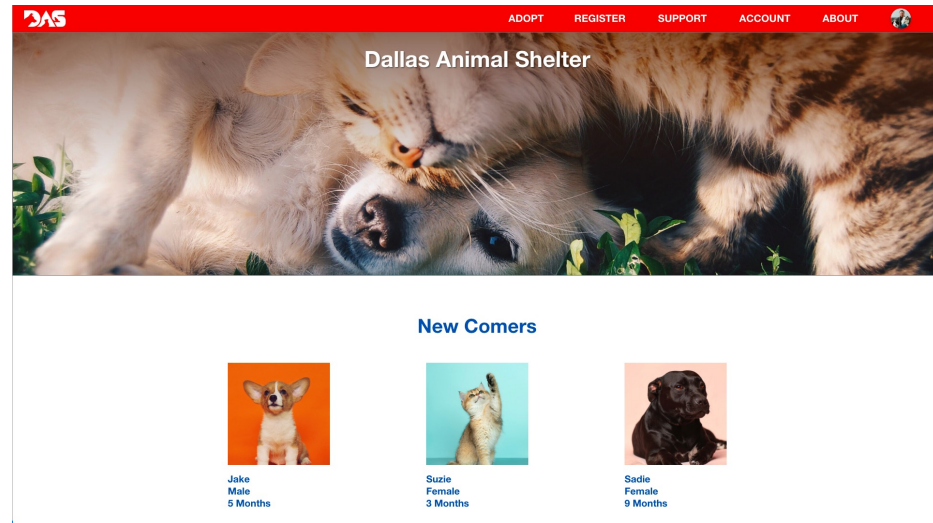 DAS
ADOPT REGISTER SUPPORT ACCOUNT ABOUT
Dallas Animal Shelter
New Comers
Jake
Male
5 Months
Suzie
Female
3 Months
Sadie
Female
9 Months